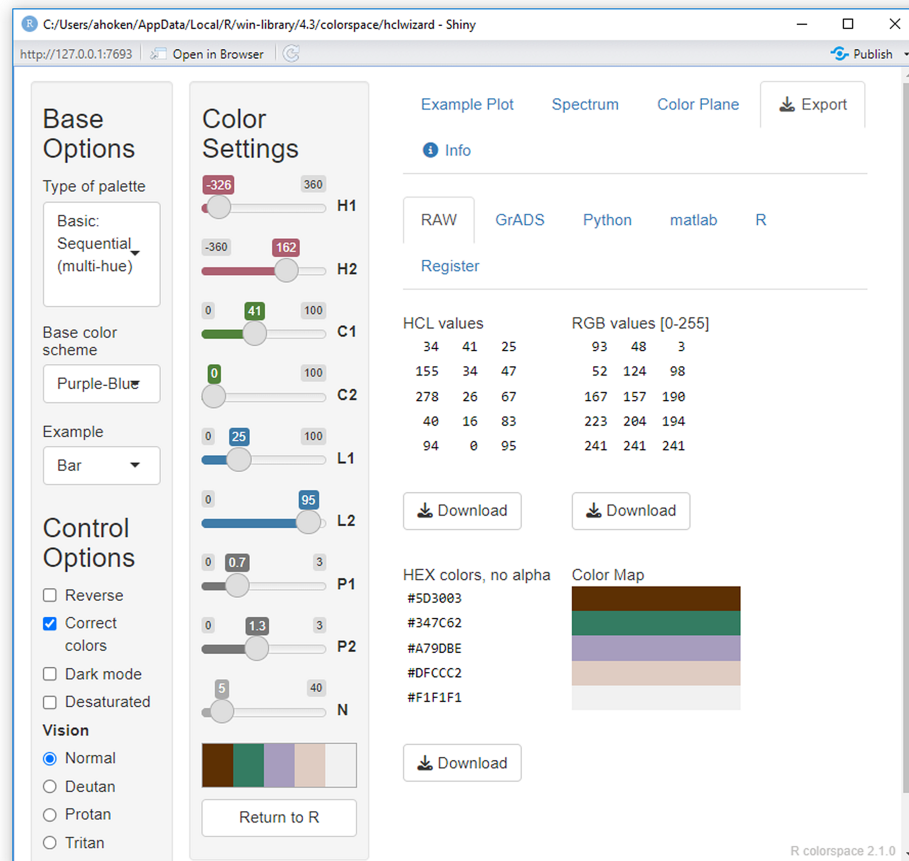 C:/Users/ahoken/AppData/Local/R/win-library/4.3/colorspace/hclwizard - Shiny
http://127.0.0.1:7693 Open in Browser Publish
Base
Options
Type of palette
Basic:
Sequential
(multi-hue)
Base color
scheme
Purple-Blue
Example
Bar
Control
Options
Reverse
Correct
colors
Dark mode
Desaturated
Vision
Normal
Deutan
Protan
Tritan
Color
Settings
-326 360
H1
-360 162
H2
0 41 100
C1
0 100
C2
0 25 100
L1
0 95
L2
0 0.7 3
P1
0 1.3 3
P2
5 40
N
Return to R
Example Plot Spectrum Color Plane Export
Info
RAW GrADS Python matlab R
Register
HCL values RGB values [0-255]
34 41 25 93 48 3
155 34 47 52 124 98
278 26 67 167 157 190
40 16 83 223 204 194
94 0 95 241 241 241
Download Download
HEX colors, no alpha Color Map
#5D3003
#347C62
#A79DBE
#DFCCC2
#F1F1F1
Download
R colorspace 2.1.0